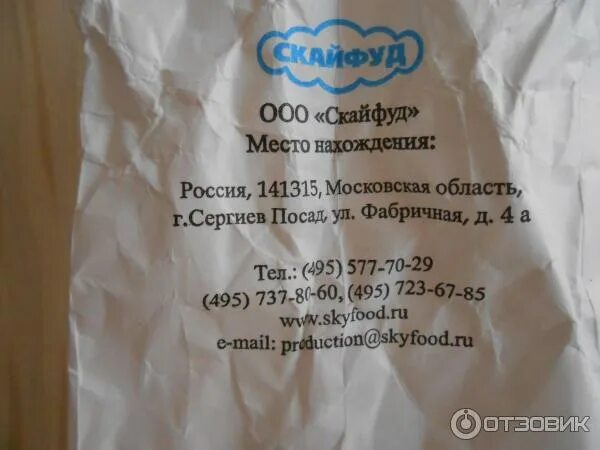 СКАЙФУД
ООО «Скайфуд»
Место нахождения:
Россия, 141315, Московская область,
г.Сергиев Посад, ул. Фабричная, д. 4 а
Тел.: (495) 577-70-29
(495) 737-80-60, (495) 723-67-85
www.skyfood.ru
e-mail: production@skyfood.ru
ОТЗОВИК